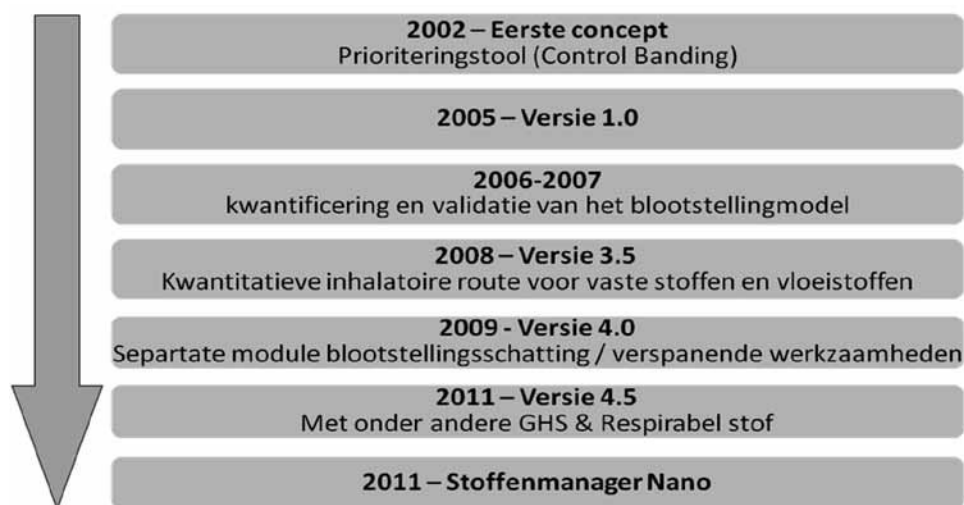 2002 – Eerste concept
Prioriteringstool (Control Banding)
2005 – Versie 1.0
2006-2007
kwantificering en validatie van het blootstellingmodel
2008 – Versie 3.5
Kwantitatieve inhalatoire route voor vaste stoffen en vloeistoffen
2009 - Versie 4.0
Separtate module blootstellingsschatting / verspanende werkzaamheden
2011 – Versie 4.5
Met onder andere GHS & Respirabel stof
2011 – Stoffenmanager Nano